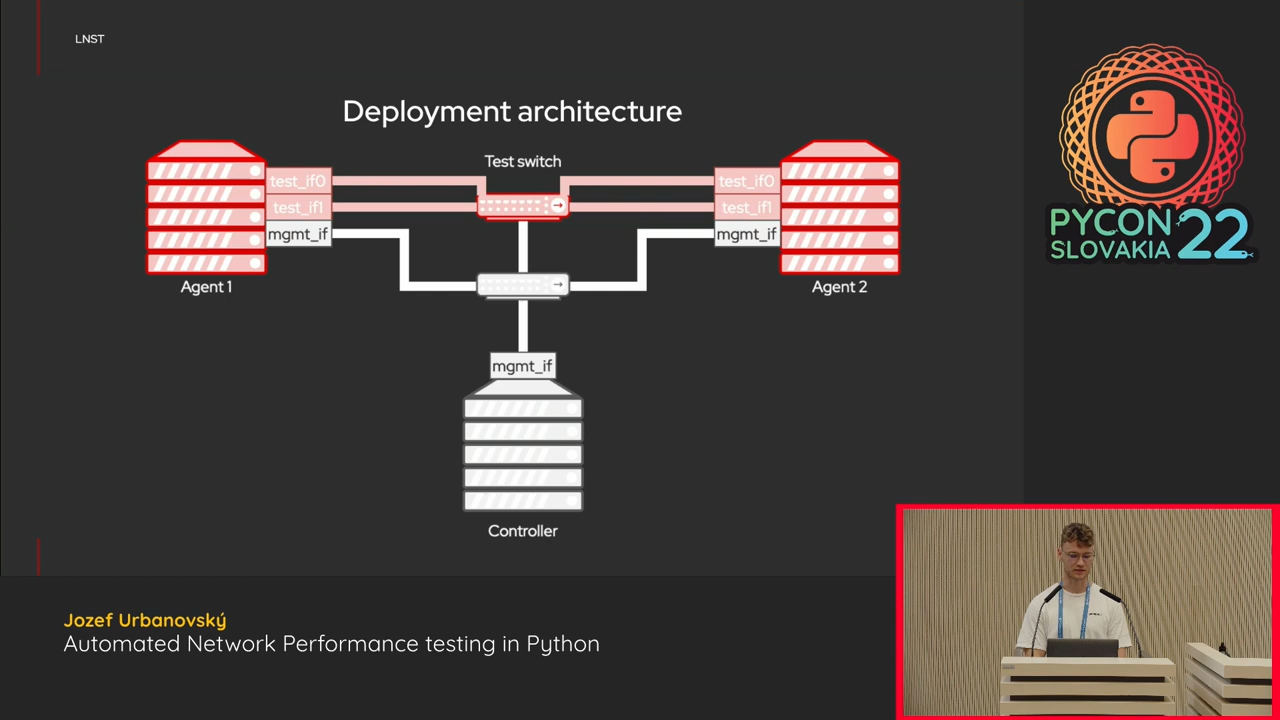 LNST
Deployment architecture
Test switch
test_if0
test_if1
mgmt_if
test_if0
test_if1
mgmt_if
Agent 1
Agent 2
mgmt_if
Controller
PYCON
SLOVAKIA
22
Jozef Urbanovský
Automated Network Performance testing in Python